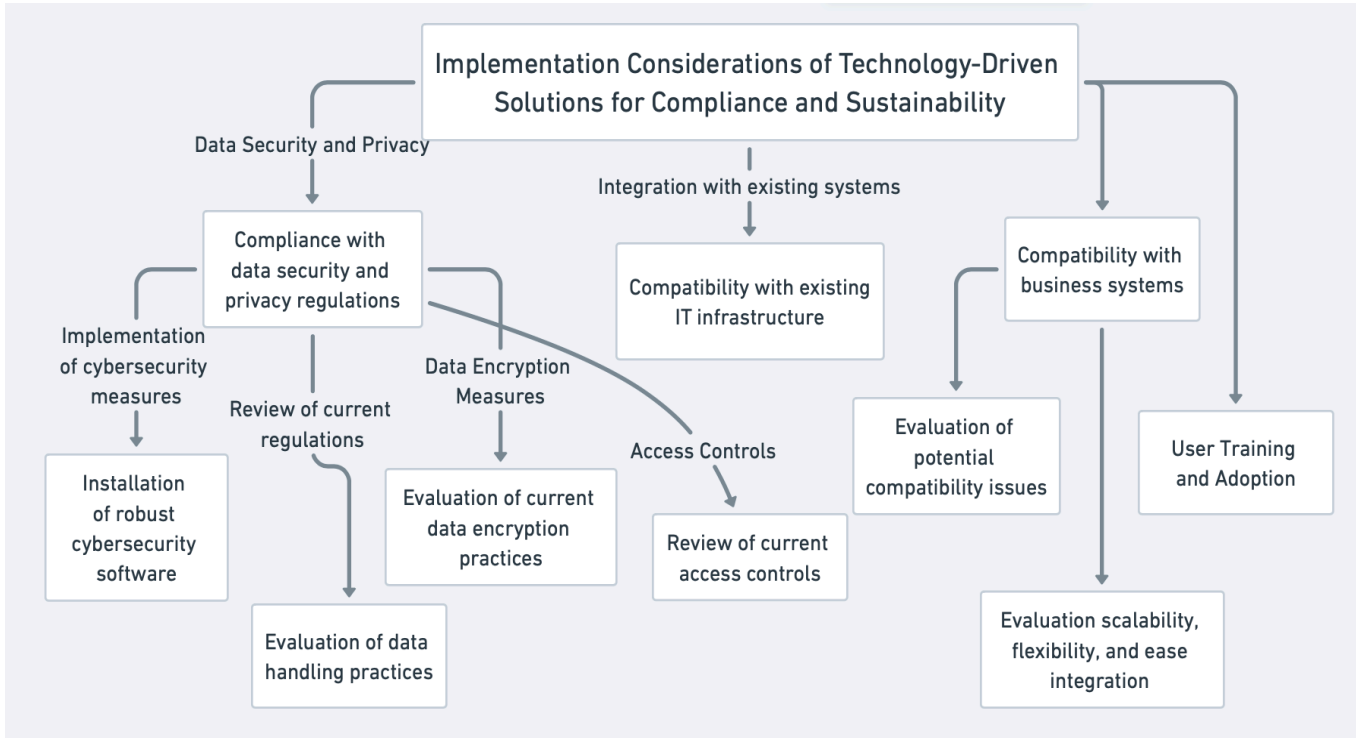 Implementation Considerations of Technology-Driven
Solutions for Compliance and Sustainability
Data Security and Privacy
Integration with existing systems
Compliance with
data security and
privacy regulations
Compatibility with existing
IT infrastructure
Compatibility with
business systems
Implementation
of cybersecurity
measures
Review of current
regulations
Data Encryption
Measures
Access Controls
Evaluation of
potential
compatibility issues
User Training
and Adoption
Installation
of robust
cybersecurity
software
Evaluation of current
data encryption
practices
Review of current
access controls
Evaluation of data
handling practices
Evaluation scalability,
flexibility, and ease
integration